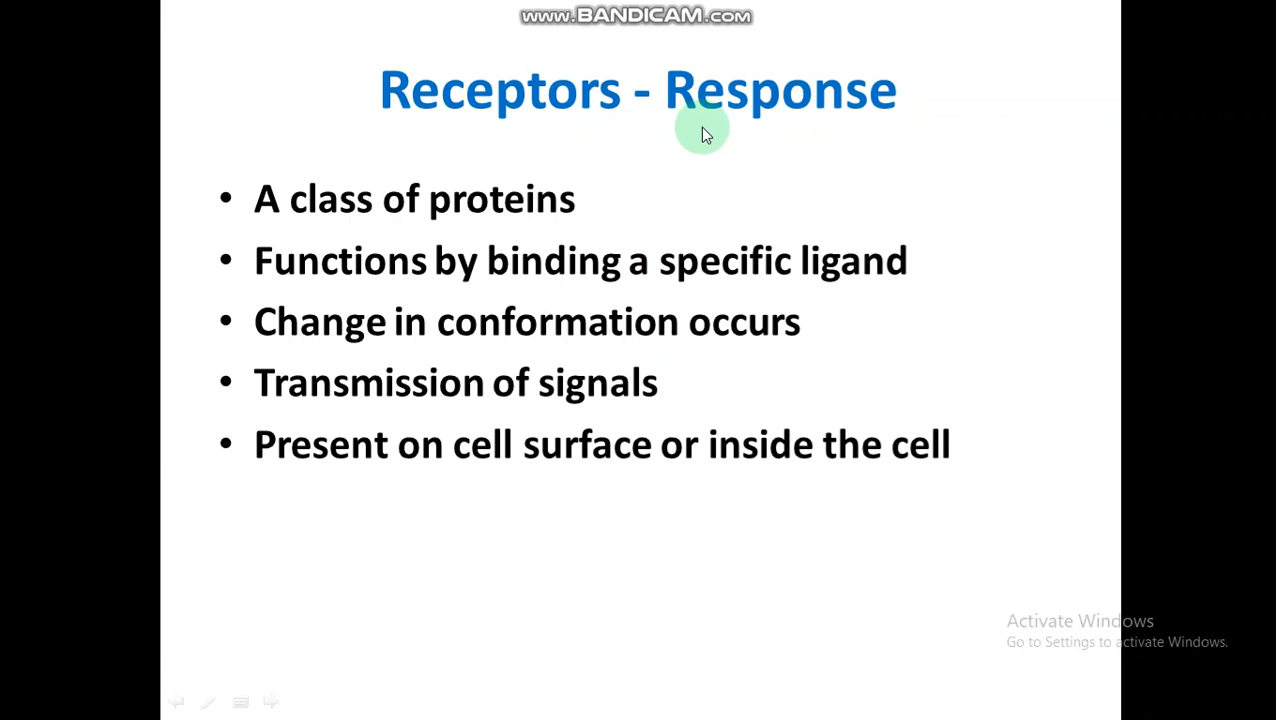 www.BANDICAM.com
Receptors - Response
• A class of proteins
• Functions by binding a specific ligand
• Change in conformation occurs
• Transmission of signals
• Present on cell surface or inside the cell
Activate Windows
Go to Settings to activate Windows.